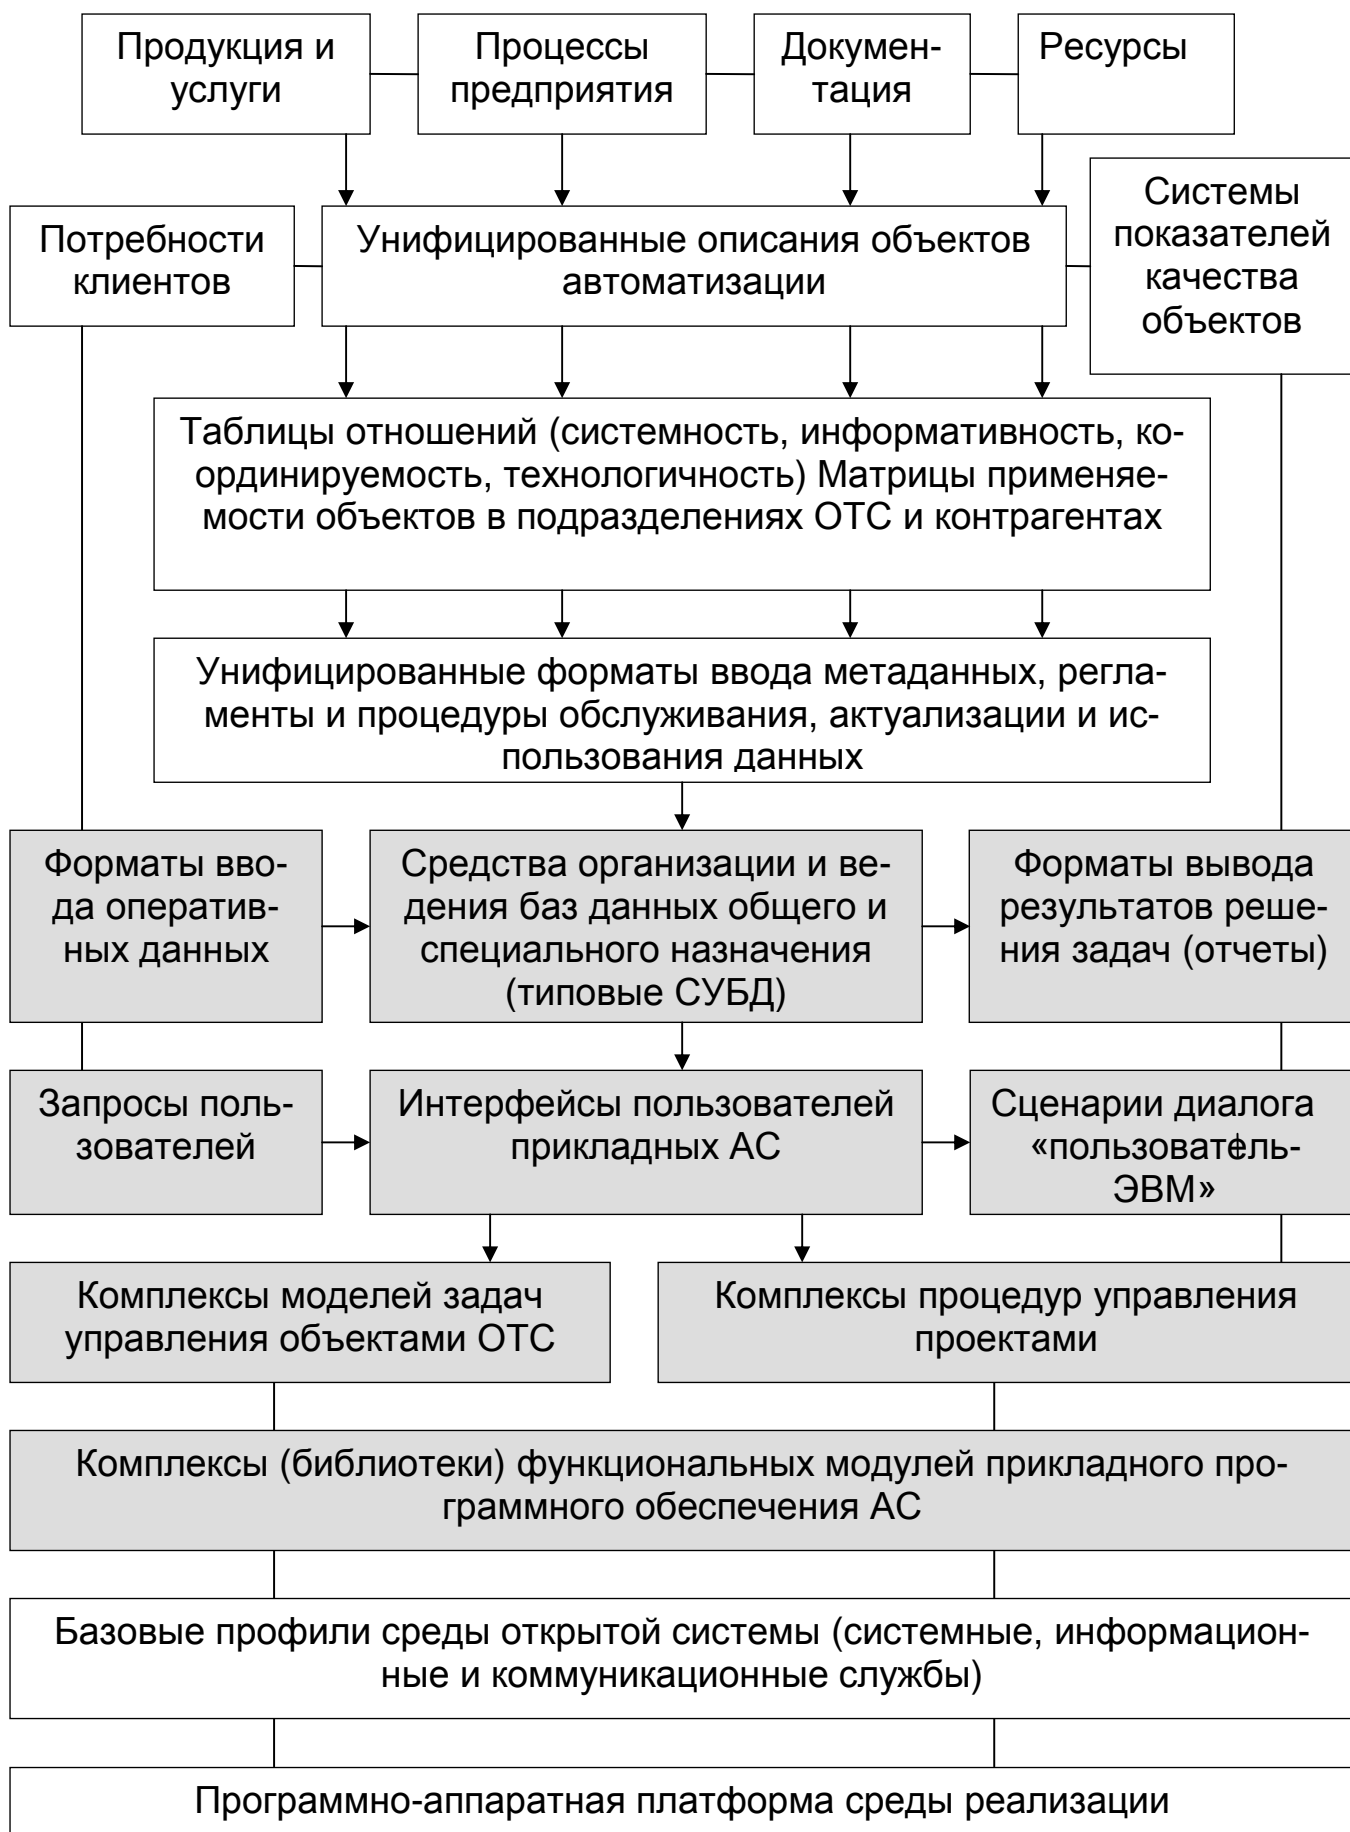 Продукция и
услуги
Процессы
предприятия
Докумен-
тация
Ресурсы
Потребности
клиентов
Унифицированные описания объектов
автоматизации
Системы
показателей
качества
объектов
Таблицы отношений (системность, информативность, ко-
ординируемость, технологичность) Матрицы применяе-
мости объектов в подразделениях ОТС и контрагентах
Унифицированные форматы ввода метаданных, регла-
менты и процедуры обслуживания, актуализации и ис-
пользования данных
Форматы вво-
да оператив-
ных данных
Средства организации и ве-
дения баз данных общего и
специального назначения
(типовые СУБД)
Форматы вывода
результатов реше-
ния задач (отчеты)
Запросы поль-
зователей
Интерфейсы пользователей
прикладных АС
Сценарии диалога
«пользователь-
ЭВМ»
Комплексы моделей задач
управления объектами ОТС
Комплексы процедур управления
проектами
Комплексы (библиотеки) функциональных модулей прикладного про-
граммного обеспечения АС
Базовые профили среды открытой системы (системные, информацион-
ные и коммуникационные службы)
Программно-аппаратная платформа среды реализации